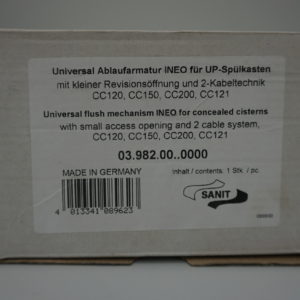 Universal Ablaufarmatur INEO für UP-Spülkasten
mit kleiner Revisionsöffnung und 2-Kabeltechnik
CC120, CC150, CC200, CC121
Universal flush mechanism INEO for concealed cisterns
with small access opening and 2 cable system,
CC120, CC150, CC200, CC121
03.982.00..0000
MADE IN GERMANY
Inhalt / contents. 1 Stk. / pc
SANIT
4 013341 089623